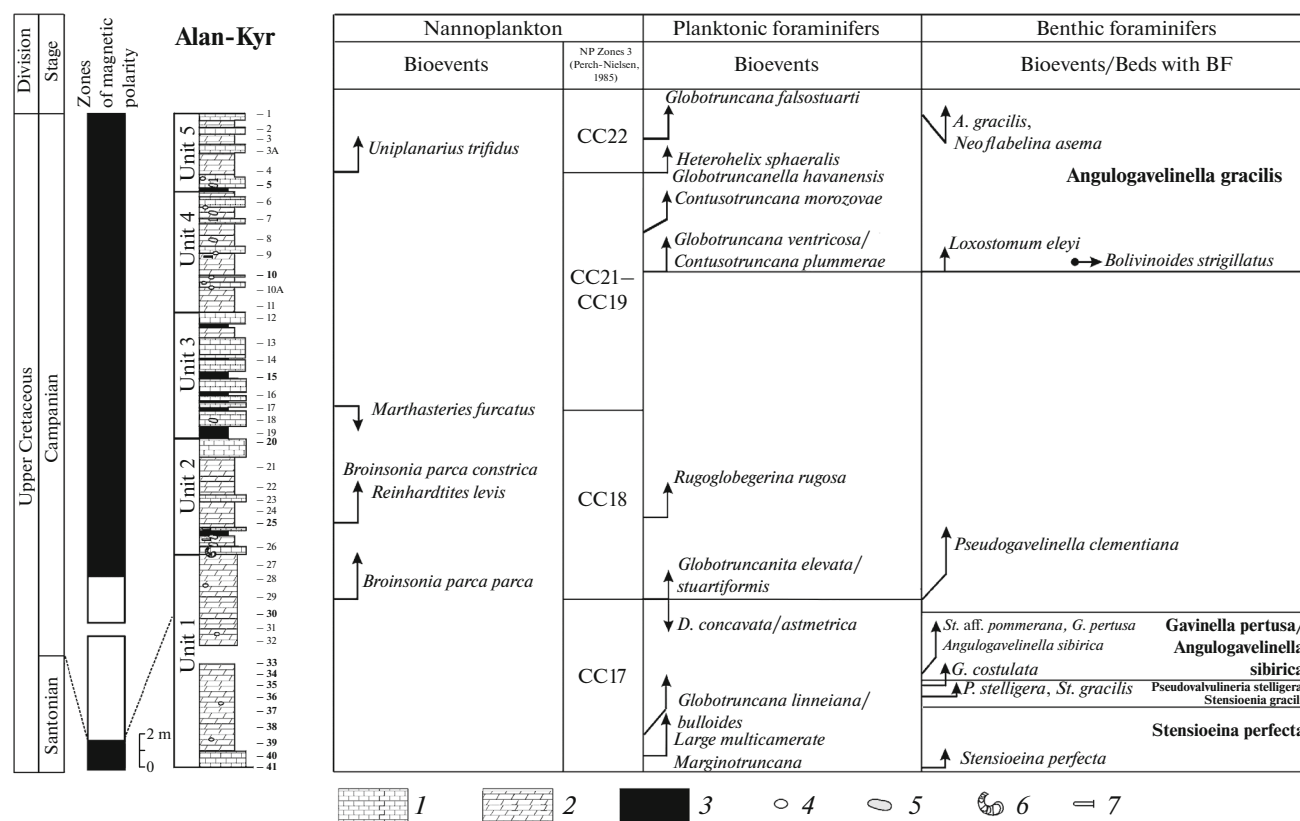 Alan-Kyr
Division
Stage
Zones
of magnetic
polarity
Upper Cretaceous
Campanian
Santonian
2 m
0
Unit 5
Unit 4
Unit 3
Unit 2
Unit 1
1
2
3
3A
4
5
6
7
8
9
10
10A
11
12
13
14
15
16
17
18
19
20
21
22
23
24
25
26
27
28
29
30
31
32
33
34
35
36
37
38
39
40
41
Nannoplankton
Bioevents
NP Zones 3
(Perch-Nielsen,
1985)
Uniplanarius trifidus
Marthasteries furcatus
Broinsonia parca constrica
Reinhardtites levis
Broinsonia parca parca
CC22
CC21–
CC19
CC18
CC17
Planktonic foraminifers
Bioevents
Globotruncana falsostuarti
Heterohelix sphaeralis
Globotruncanella havanensis
Contusotruncana morozovae
Globotruncana ventricosa/
Contusotruncana plummerae
Rugoglobegerina rugosa
Globotruncanita elevata/
stuartiformis
D. concavata/astmetrica
Globotruncana linneiana/
bulloides
Large multicamerate
Marginotruncana
Benthic foraminifers
Bioevents/Beds with BF
A. gracilis,
Neoflabelina asema
Angulogavelinella gracilis
Loxostomum eleyi
Bolivinoides strigillatus
Pseudogavelinella clementiana
St. aff. pommerana, G. pertusa
Angulogavelinella sibirica
Gavinella pertusa/
Angulogavelinella
sibirica
G. costulata
P. stelligera, St. gracilis
Pseudovalvulineria stelligera
Stensioenia gracil
Stensioeina perfecta
Stensioeina perfecta
1 2 3 4 5 6 7